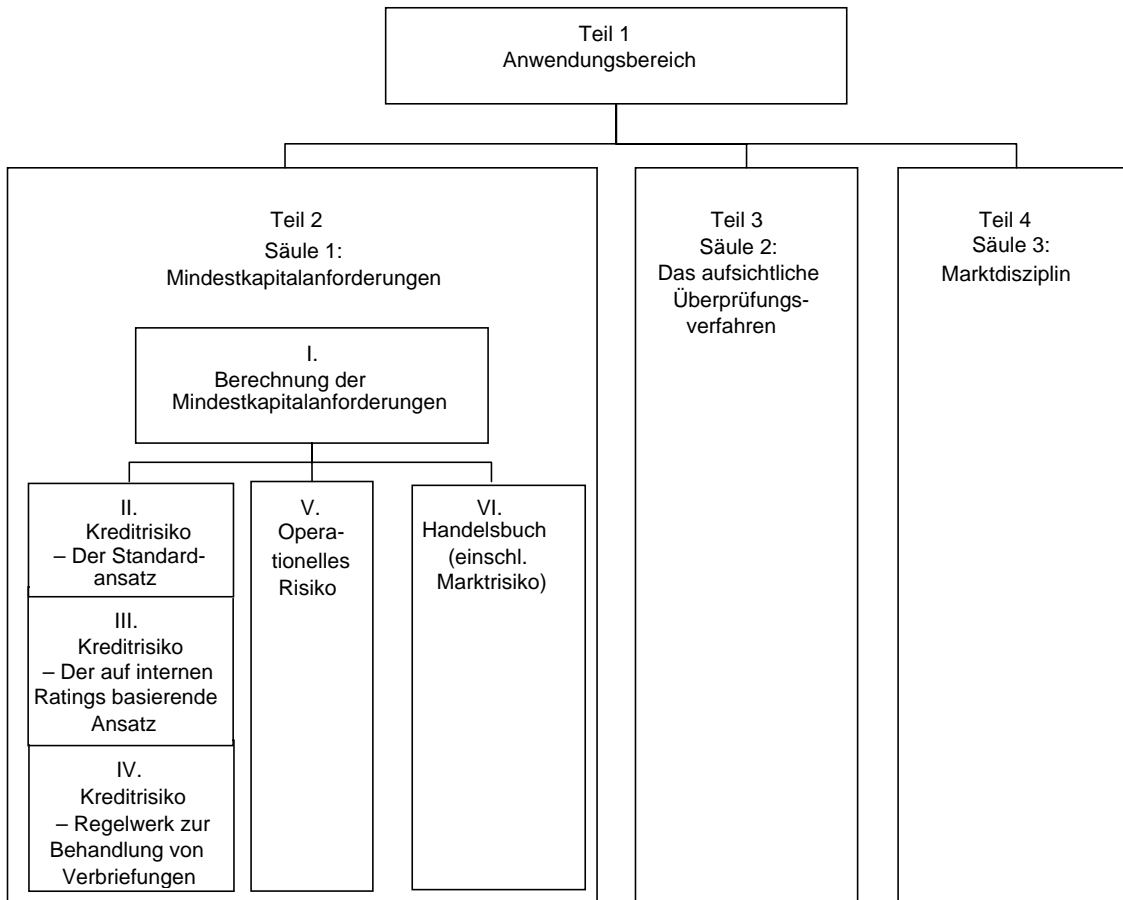 Teil 1
Anwendungsbereich
Teil 2
Säule 1:
Mindestkapitalanforderungen
I.
Berechnung der
Mindestkapitalanforderungen
II.
Kreditrisiko
– Der Standard-
ansatz
III.
Kreditrisiko
– Der auf internen
Ratings basierende
Ansatz
IV.
Kreditrisiko
– Regelwerk zur
Behandlung von
Verbriefungen
V.
Opera-
tionelles
Risiko
VI.
Handelsbuch
(einschl.
Marktrisiko)
Teil 3
Säule 2:
Das aufsichtliche
Überprüfungs-
verfahren
Teil 4
Säule 3:
Marktdisziplin